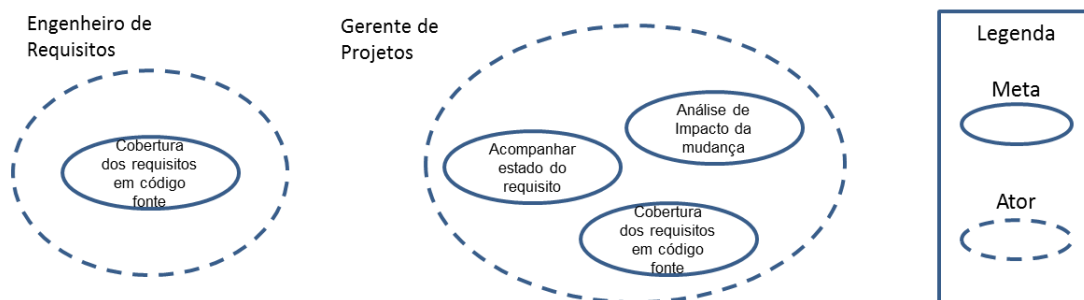 Engenheiro de
Requisitos
Cobertura
dos requisitos
em código
fonte
Gerente de
Projetos
Análise de
Impacto da
mudança
Acompanhar
estado do
requisito
Cobertura
dos requisitos
em código
fonte
Legenda
Meta
Ator